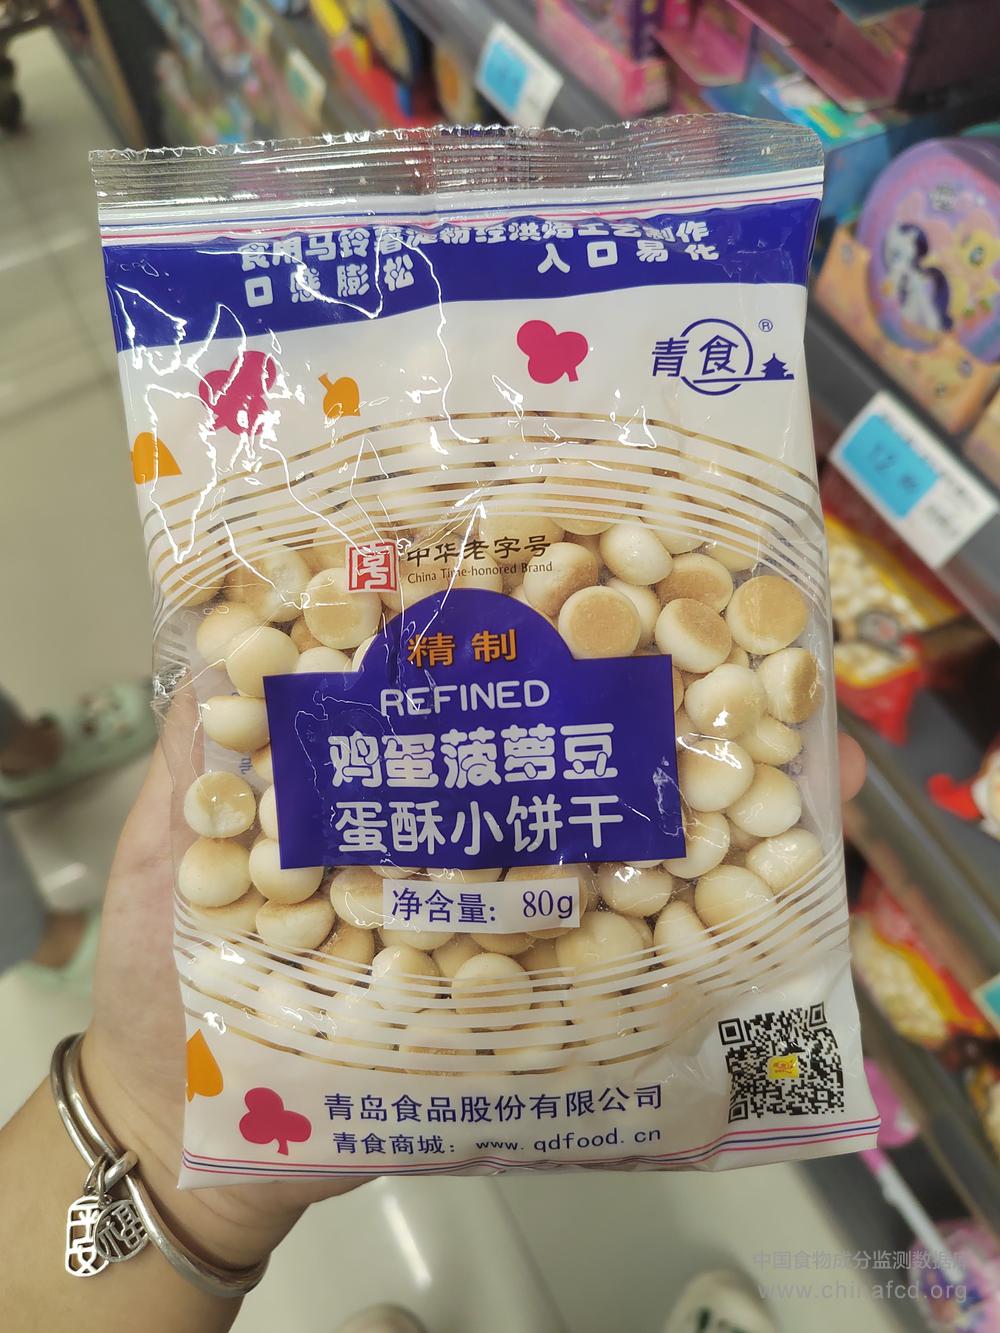 食用马铃薯淀粉经烘焙工艺制作
口感膨松 入口易化
青食®
中华老字号
China Time-honored Brand
精制
REFINED
鸡蛋菠萝豆
蛋酥小饼干
净含量: 80g
青岛食品股份有限公司
青食商城: www.qdfood.cn
平安
福
中国食物成分监测数据库
www.chinafcd.org